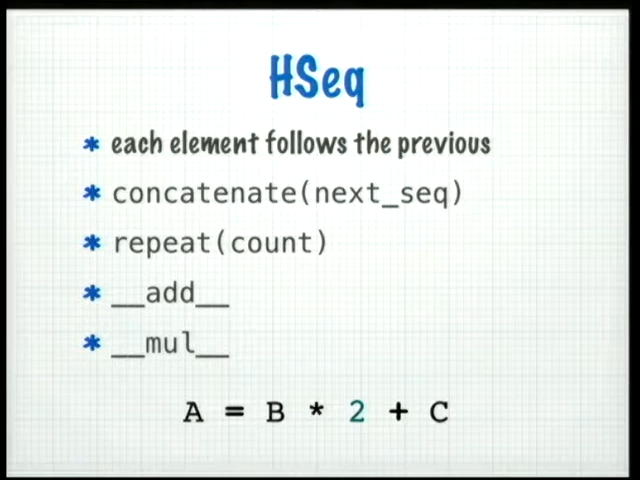 HSeq
* each element follows the previous
* concatenate(next_seq)
* repeat(count)
* __add__
* __mul__
A = B * 2 + C